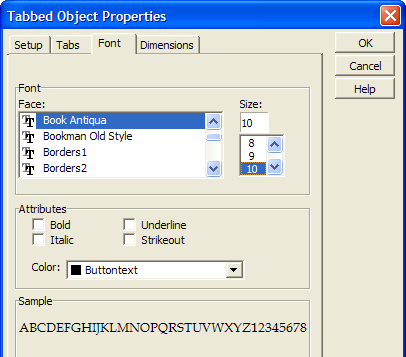 Tabbed Object Properties
Setup Tabs Font Dimensions
OK
Cancel
Help
Font
Face: Size:
Book Antiqua 10
Bookman Old Style 8
Borders1 9
Borders2 10
Attributes
Bold Underline
Italic Strikeout
Color: Buttontext
Sample
ABCDEFGHIJKLMNOPQRSTUVWXYZ12345678